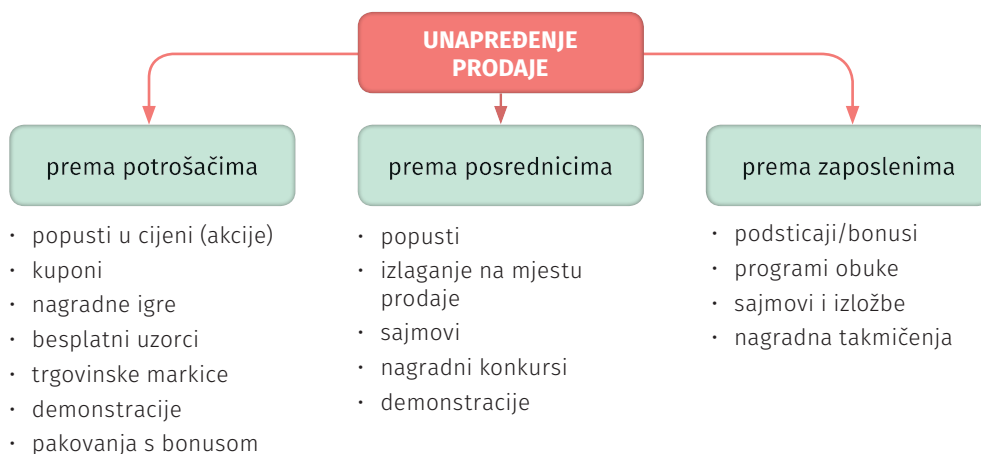 UNAPREĐENJE
PRODAJE
prema potrošačima
• popusti u cijeni (akcije)
• kuponi
• nagradne igre
• besplatni uzorci
• trgovinske markice
• demonstracije
• pakovanja s bonusom
prema posrednicima
• popusti
• izlaganje na mjestu
prodaje
• sajmovi
• nagradni konkursi
• demonstracije
prema zaposlenima
• podsticaji/bonusi
• programi obuke
• sajmovi i izložbe
• nagradna takmičenja